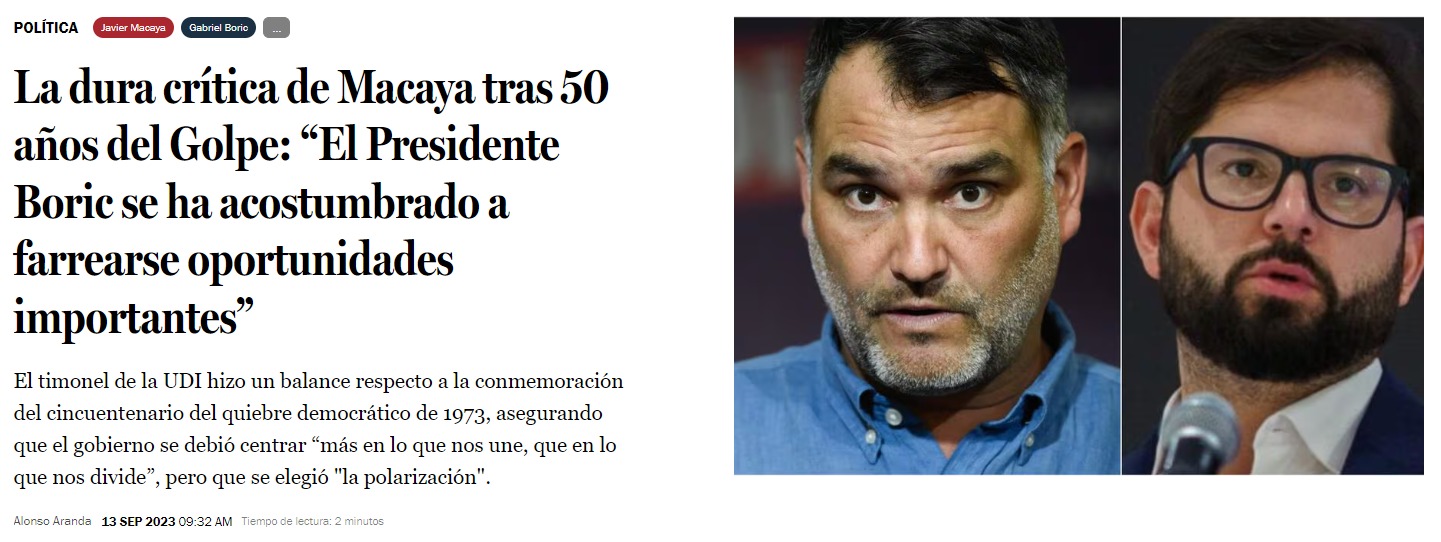 POLÍTICA Javier Macaya Gabriel Boric ...
La dura crítica de Macaya tras 50
años del Golpe: “El Presidente
Boric se ha acostumbrado a
farrearse oportunidades
importantes”
El timonel de la UDI hizo un balance respecto a la conmemoración
del cincuentenario del quiebre democrático de 1973, asegurando
que el gobierno se debió centrar “más en lo que nos une, que en lo
que nos divide”, pero que se elegió "la polarización".
Alonso Aranda 13 SEP 2023 09:32 AM Tiempo de lectura: 2 minutos